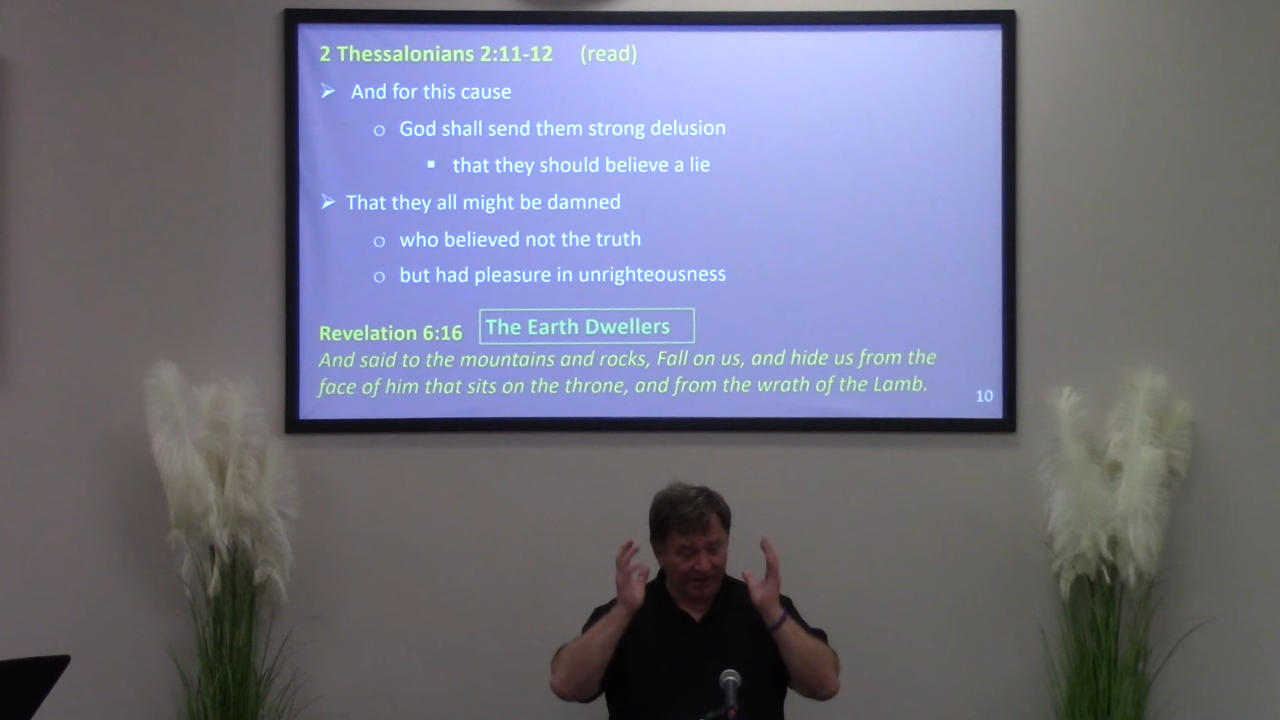 2 Thessalonians 2:11-12 (read)
➢ And for this cause
o God shall send them strong delusion
▪ that they should believe a lie
➢ That they all might be damned
o who believed not the truth
o but had pleasure in unrighteousness
Revelation 6:16 The Earth Dwellers
And said to the mountains and rocks, Fall on us, and hide us from the
face of him that sits on the throne, and from the wrath of the Lamb.
10